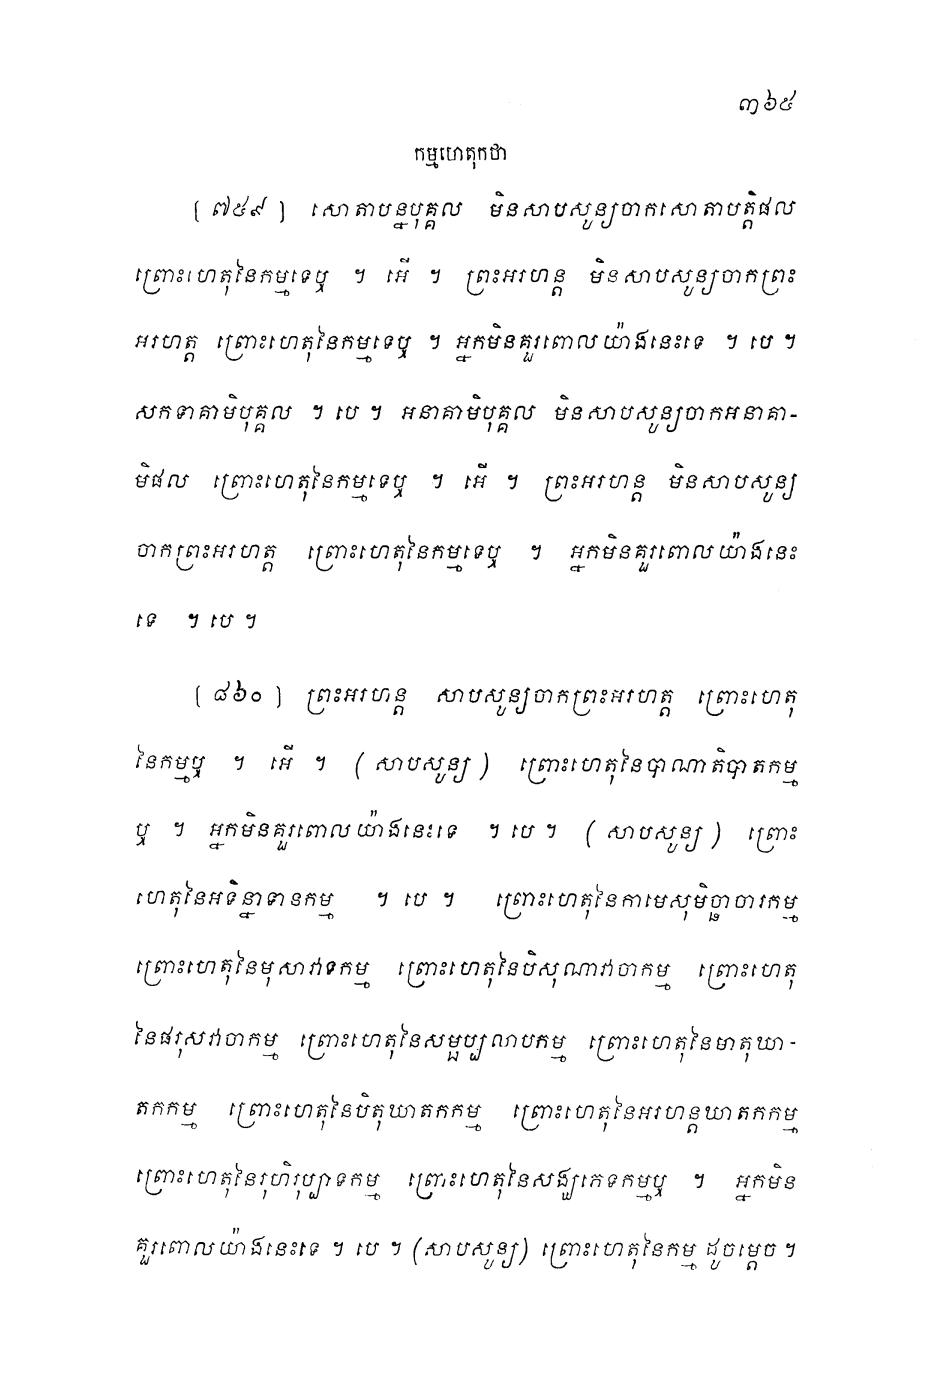 ៣៦៥
កម្មហេតុកថា
[ ៧៥៩ ] សោតាបន្នបុគ្គល មិនសាបសូន្យចាកសោតាបត្តិផល
ព្រោះហេតុនៃកម្មទេឬ ។ អើ ។ ព្រះអរហន្ត មិនសាបសូន្យចាកព្រះ
អរហត្ត ព្រោះហេតុនៃកម្មទេឬ ។ អ្នកមិនគួរពោលយ៉ាងនេះទេ ។ បេ ។
សកទាគាមិបុគ្គល ។ បេ ។ អនាគាមិបុគ្គល មិនសាបសូន្យចាកអនាគា-
មិផល ព្រោះហេតុនៃកម្មទេឬ ។ អើ ។ ព្រះអរហន្ត មិនសាបសូន្យ
ចាកព្រះអរហត្ត ព្រោះហេតុនៃកម្មទេឬ ។ អ្នកមិនគួរពោលយ៉ាងនេះ
ទេ ។ បេ ។
[ ៨៦០ ] ព្រះអរហន្ត សាបសូន្យចាកព្រះអរហត្ត ព្រោះហេតុ
នៃកម្មឬ ។ អើ ។ ( សាបសូន្យ ) ព្រោះហេតុនៃបាណាតិបាតកម្ម
ឬ ។ អ្នកមិនគួរពោលយ៉ាងនេះទេ ។ បេ ។ ( សាបសូន្យ ) ព្រោះ
ហេតុនៃអទិន្នាទានកម្ម ។ បេ ។ ព្រោះហេតុនៃកាមេសុមិច្ឆាចារកម្ម
ព្រោះហេតុនៃមុសាវាទកម្ម ព្រោះហេតុនៃបិសុណាវាចាកម្ម ព្រោះហេតុ
នៃផរុសវាចាកម្ម ព្រោះហេតុនៃសម្ផប្បលាបកម្ម ព្រោះហេតុនៃមាតុឃា-
តកកម្ម ព្រោះហេតុនៃបិតុឃាតកកម្ម ព្រោះហេតុនៃអរហន្តឃាតកកម្ម
ព្រោះហេតុនៃរុហិរុប្បាទកម្ម ព្រោះហេតុនៃសង្ឃភេទកម្មឬ ។ អ្នកមិន
គួរពោលយ៉ាងនេះទេ ។ បេ ។ (សាបសូន្យ) ព្រោះហេតុនៃកម្ម ដូចម្តេច ។